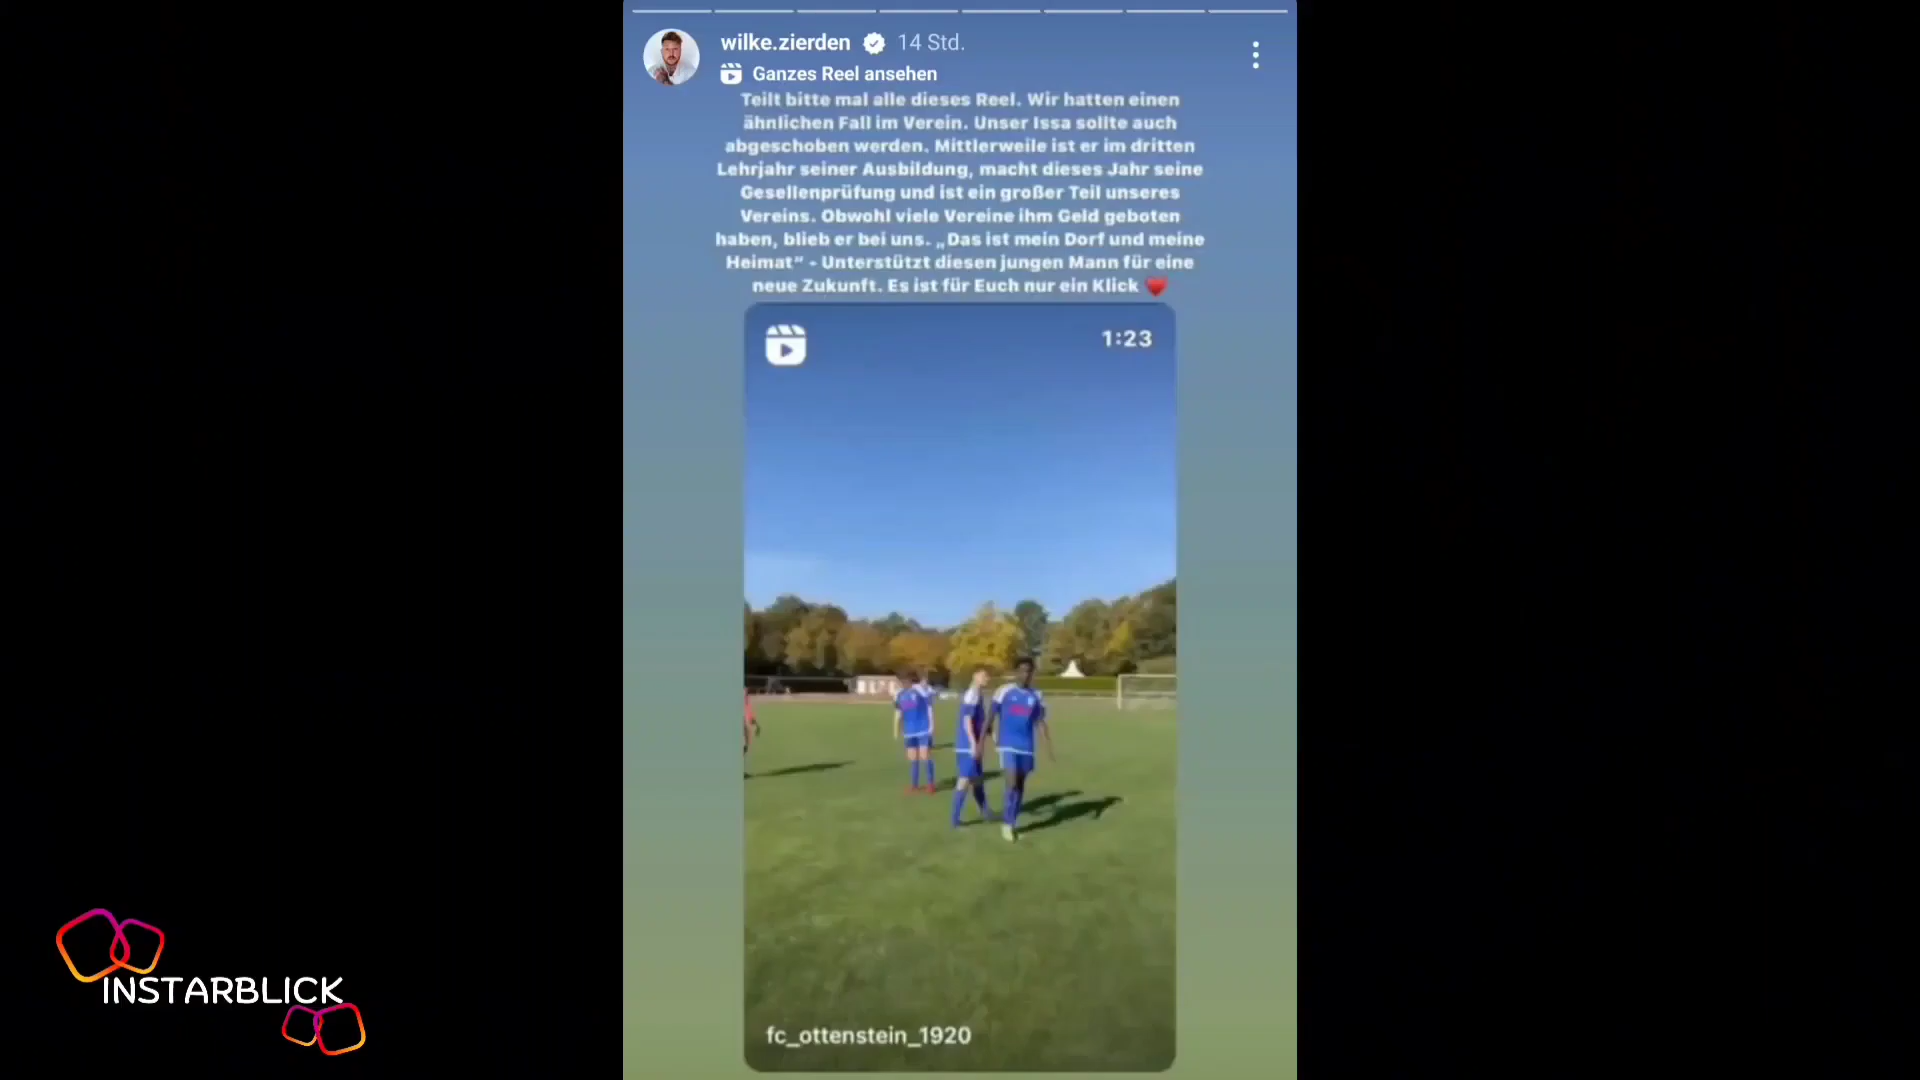 wilke.zierden 14 Std.
Ganzes Reel ansehen
Teilt bitte mal alle dieses Reel. Wir hatten einen
ähnlichen Fall im Verein. Unser Issa sollte auch
abgeschoben werden. Mittlerweile ist er im dritten
Lehrjahr seiner Ausbildung, macht dieses Jahr seine
Gesellenprüfung und ist ein großer Teil unseres
Vereins. Obwohl viele Vereine ihm Geld geboten
haben, blieb er bei uns. „Das ist mein Dorf und meine
Heimat“ - Unterstützt diesen jungen Mann für eine
neue Zukunft. Es ist für Euch nur ein Klick ♥️
1:23
fc_ottenstein_1920
INSTARBLICK